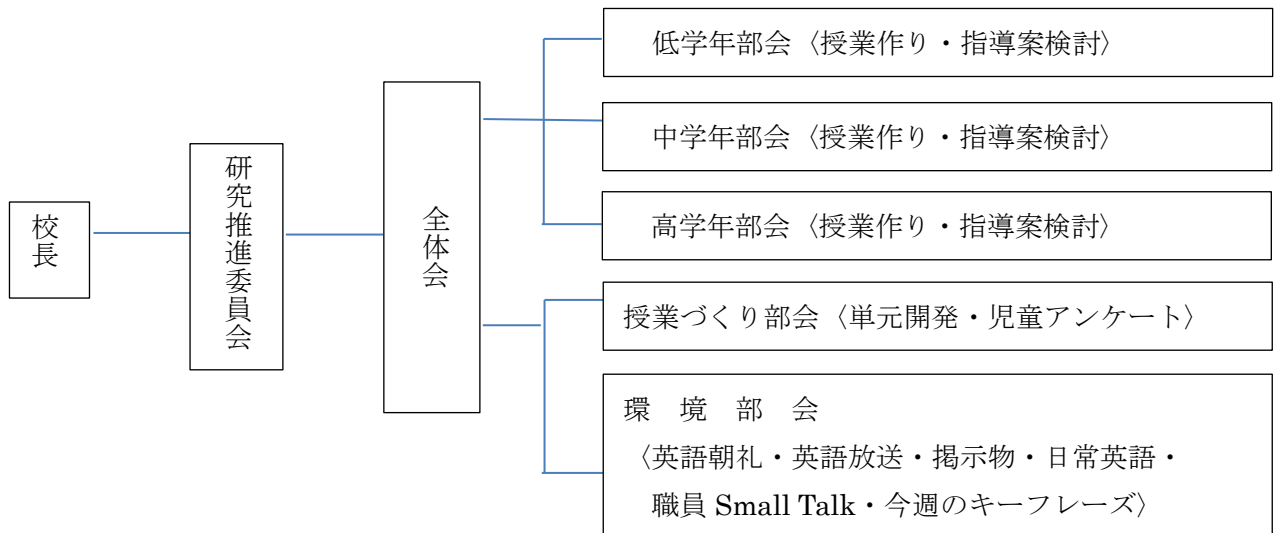 校長
研究推進委員会
全体会
低学年部会〈授業作り・指導案検討〉
中学年部会〈授業作り・指導案検討〉
高学年部会〈授業作り・指導案検討〉
授業づくり部会〈単元開発・児童アンケート〉
環　境　部　会
〈英語朝礼・英語放送・掲示物・日常英語・
職員 Small Talk・今週のキーフレーズ〉